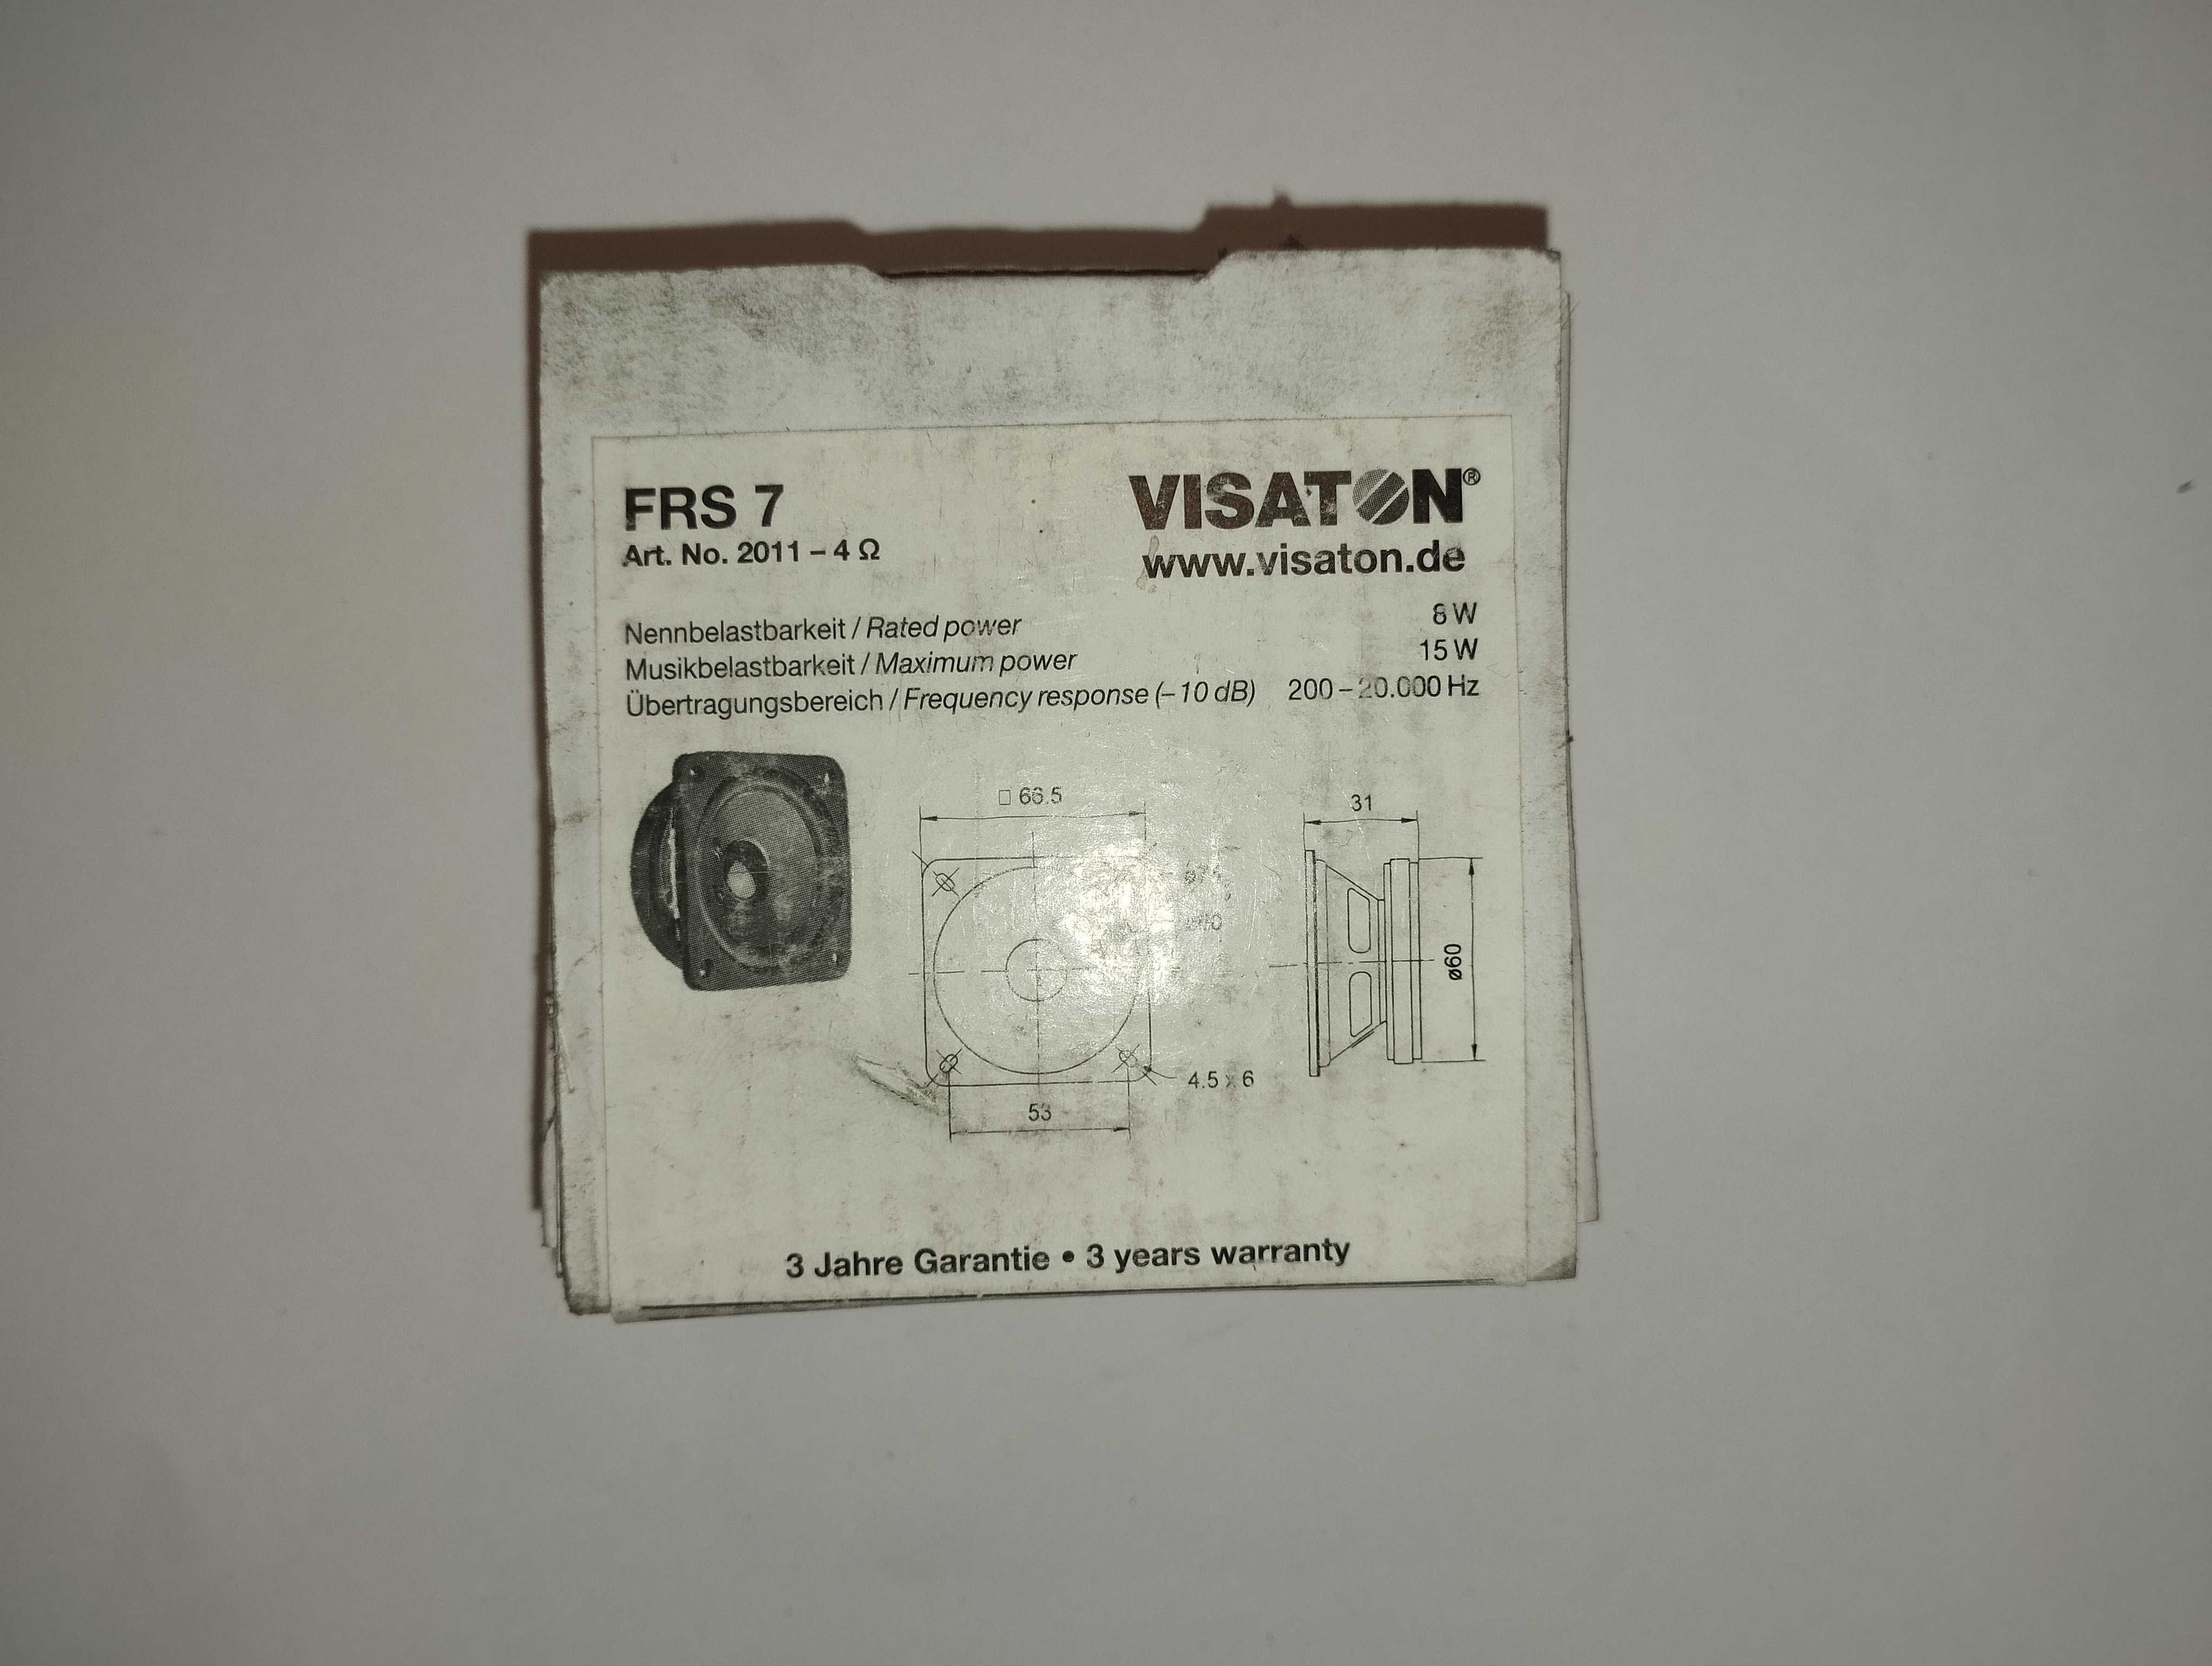 FRS 7
Art. No. 2011 – 4 Ω
VISATON®
www.visaton.de
Nennbelastbarkeit / Rated power 8 W
Musikbelastbarkeit / Maximum power 15 W
Übertragungsbereich / Frequency response (– 10 dB) 200 – 20.000 Hz
□ 66.5
31
ø60
4.5 x 6
53
3 Jahre Garantie • 3 years warranty